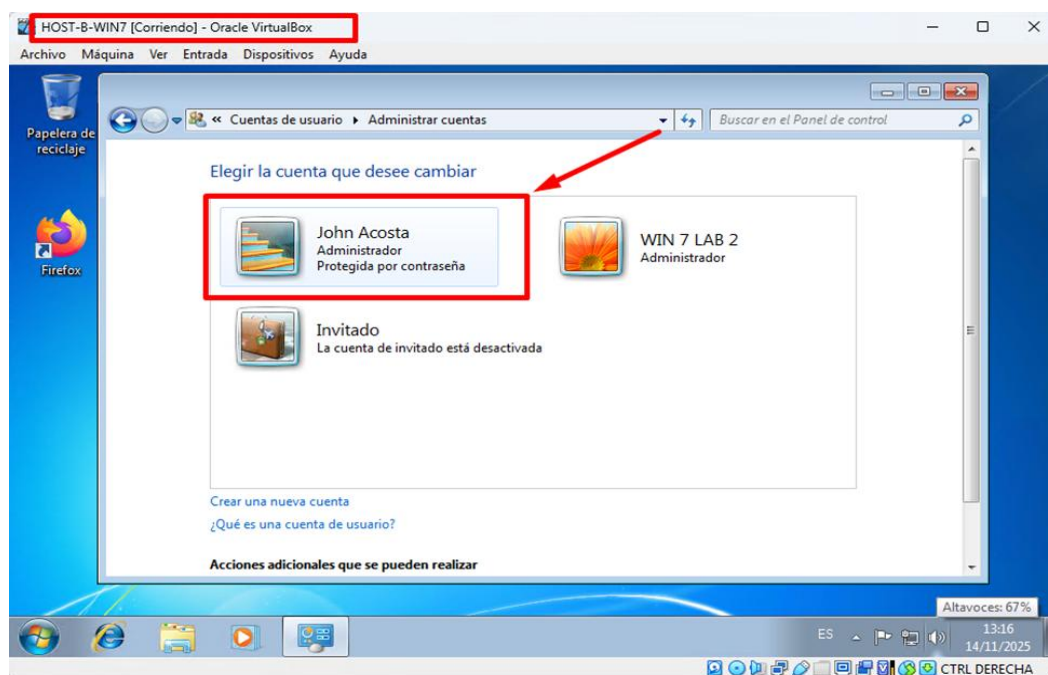 HOST-B-WIN7 [Corriendo] - Oracle VirtualBox
Archivo Máquina Ver Entrada Dispositivos Ayuda
Papelera de reciclaje
Firefox
« Cuentas de usuario Administrar cuentas
Buscar en el Panel de control
Elegir la cuenta que desee cambiar
John Acosta
Administrador
Protegida por contraseña
WIN 7 LAB 2
Administrador
Invitado
La cuenta de invitado está desactivada
Crear una nueva cuenta
¿Qué es una cuenta de usuario?
Acciones adicionales que se pueden realizar
Altavoces: 67%
ES
13:16
14/11/2025
CTRL DERECHA